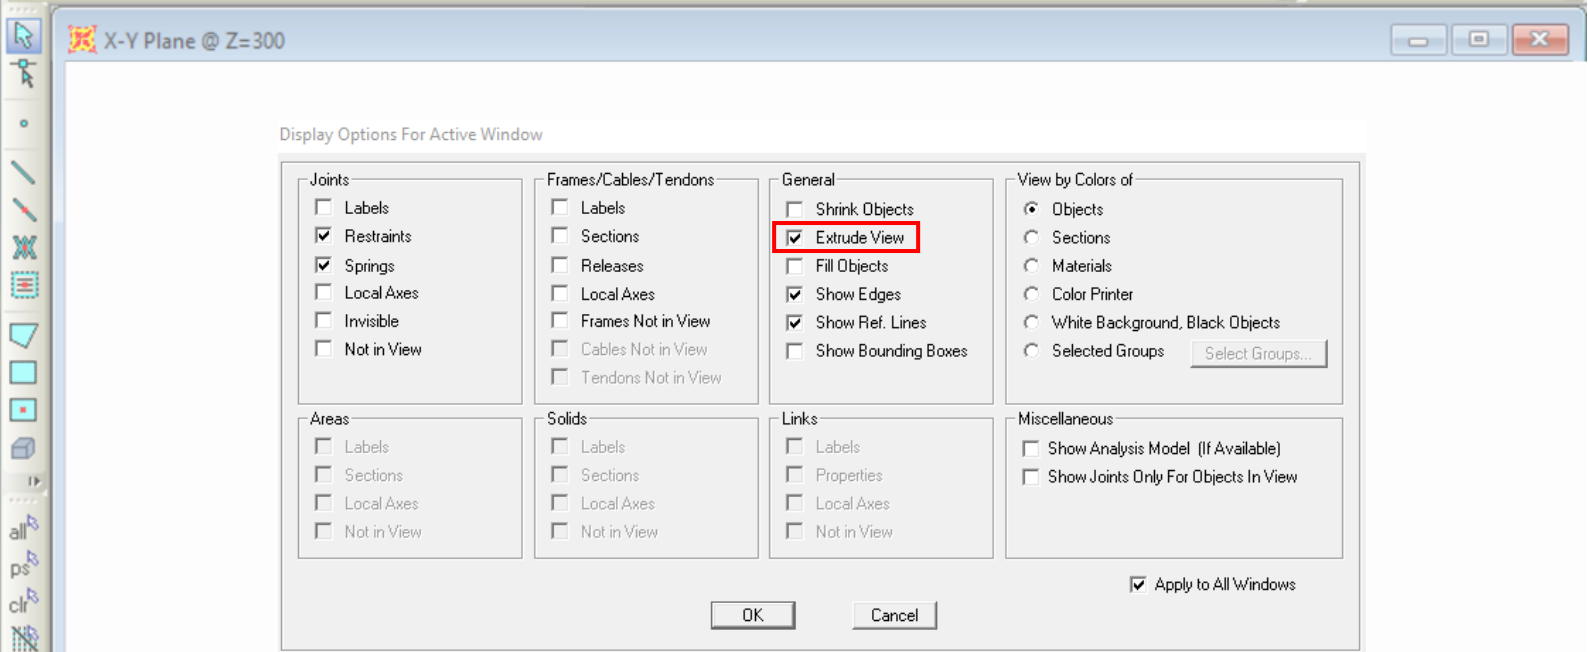 X-Y Plane @ Z=300
Display Options For Active Window
Joints
Labels
Restraints
Springs
Local Axes
Invisible
Not in View
Frames/Cables/Tendons
Labels
Sections
Releases
Local Axes
Frames Not in View
Cables Not in View
Tendons Not in View
General
Shrink Objects
Extrude View
Fill Objects
Show Edges
Show Ref. Lines
Show Bounding Boxes
View by Colors of
Objects
Sections
Materials
Color Printer
White Background, Black Objects
Selected Groups
Select Groups...
Areas
Labels
Sections
Local Axes
Not in View
Solids
Labels
Sections
Local Axes
Not in View
Links
Labels
Properties
Local Axes
Not in View
Miscellaneous
Show Analysis Model (If Available)
Show Joints Only For Objects In View
Apply to All Windows
OK
Cancel
all
ps
clr